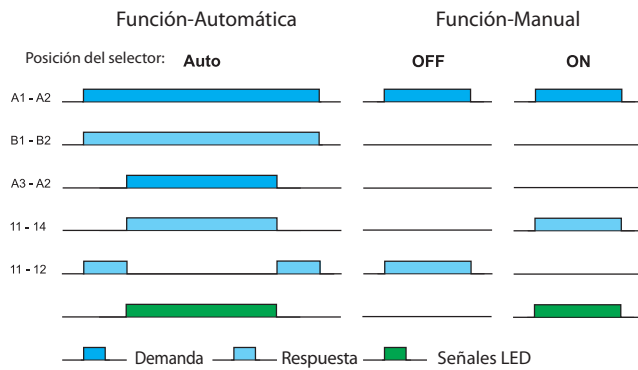 Función-Automática Función-Manual
Posición del selector: Auto OFF ON
A1 - A2
B1 - B2
A3 - A2
11 - 14
11 - 12
Demanda Respuesta Señales LED